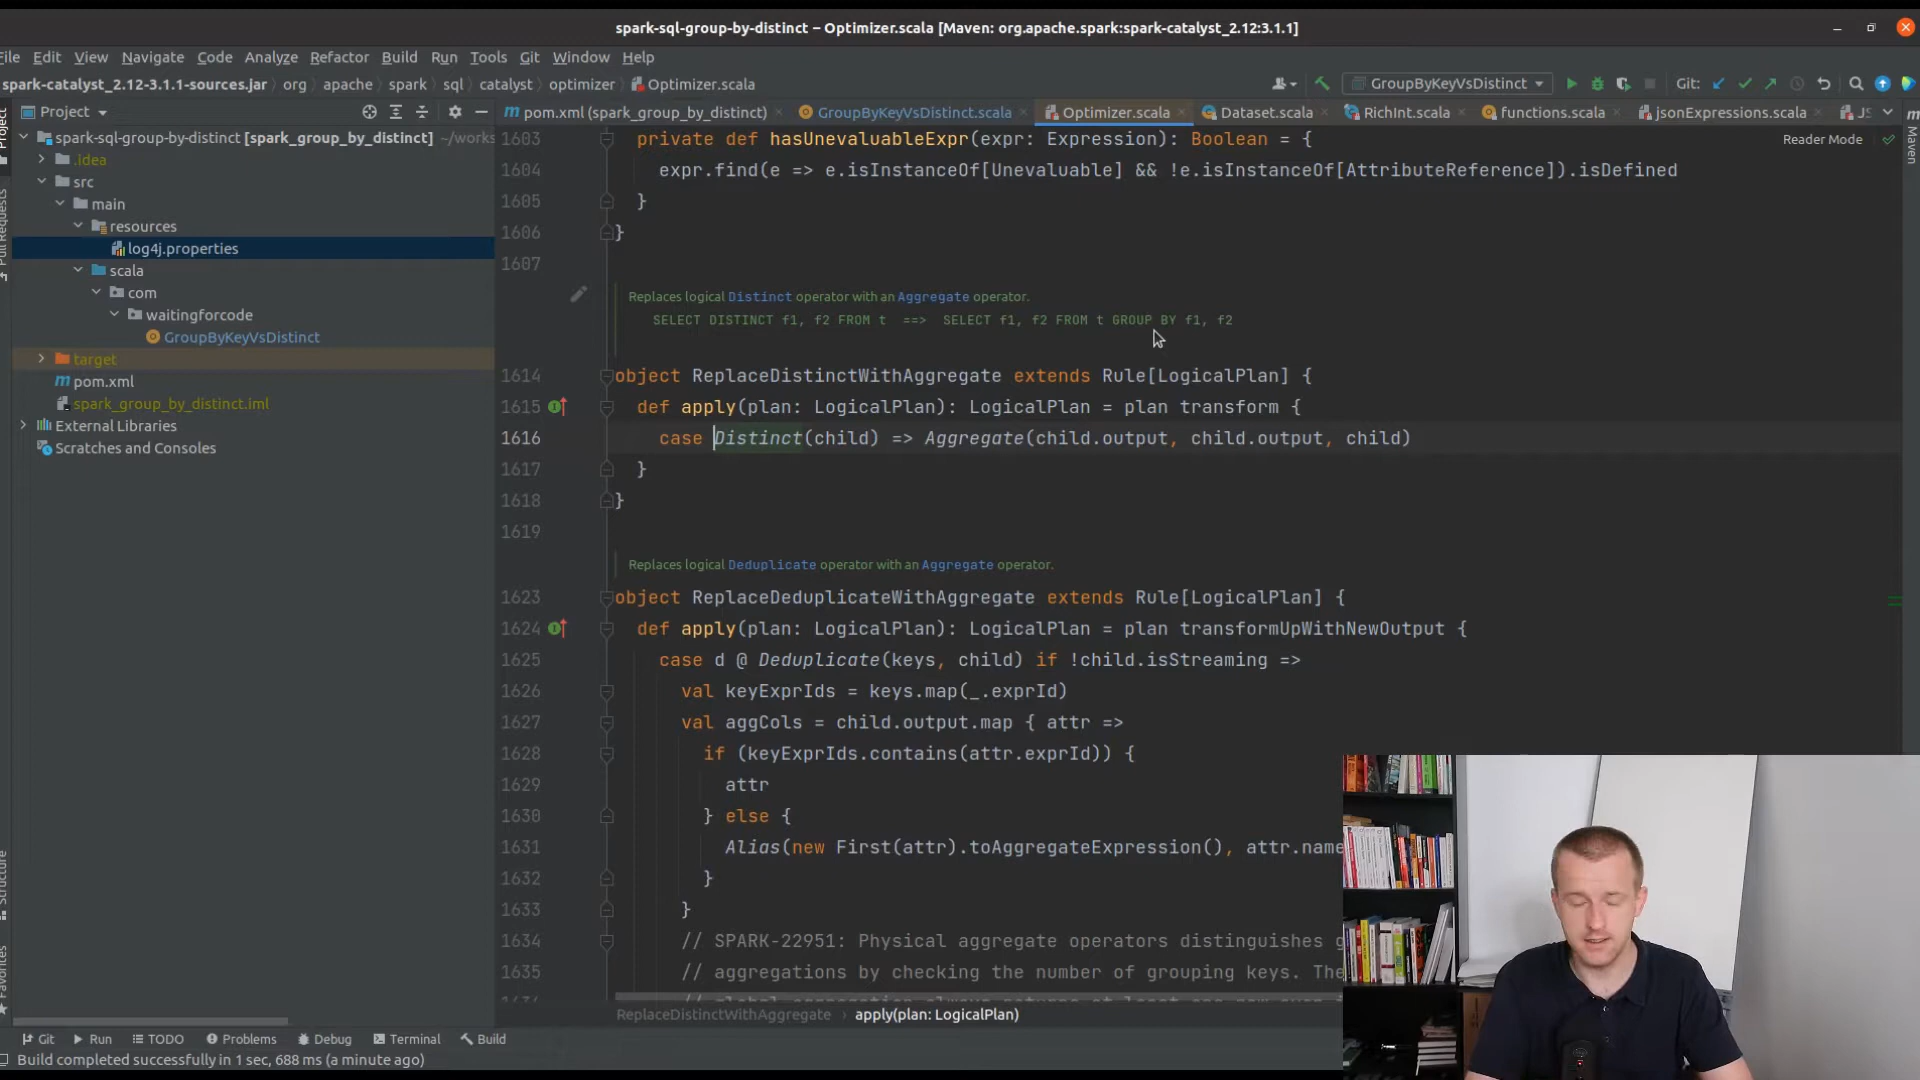 spark-sql-group-by-distinct – Optimizer.scala [Maven: org.apache.spark:spark-catalyst_2.12:3.1.1]
File Edit View Navigate Code Analyze Refactor Build Run Tools Git Window Help
spark-catalyst_2.12-3.1.1-sources.jar › org › apache › spark › sql › catalyst › optimizer › Optimizer.scala
GroupByKeyVsDistinct
Git:
Project
pom.xml (spark_group_by_distinct)
GroupByKeyVsDistinct.scala
Optimizer.scala
Dataset.scala
RichInt.scala
functions.scala
jsonExpressions.scala
Reader Mode
Project
Pull Requests
Structure
Favorites
Maven
spark-sql-group-by-distinct [spark_group_by_distinct] ~/works
.idea
src
main
resources
log4j.properties
scala
com
waitingforcode
GroupByKeyVsDistinct
target
pom.xml
spark_group_by_distinct.iml
External Libraries
Scratches and Consoles
1603 private def hasUnevaluableExpr(expr: Expression): Boolean = {
1604 expr.find(e => e.isInstanceOf[Unevaluable] && !e.isInstanceOf[AttributeReference]).isDefined
1605 }
1606 }
1607
Replaces logical Distinct operator with an Aggregate operator.
SELECT DISTINCT f1, f2 FROM t ==> SELECT f1, f2 FROM t GROUP BY f1, f2
1614 object ReplaceDistinctWithAggregate extends Rule[LogicalPlan] {
1615 def apply(plan: LogicalPlan): LogicalPlan = plan transform {
1616 case Distinct(child) => Aggregate(child.output, child.output, child)
1617 }
1618 }
1619
Replaces logical Deduplicate operator with an Aggregate operator.
1623 object ReplaceDeduplicateWithAggregate extends Rule[LogicalPlan] {
1624 def apply(plan: LogicalPlan): LogicalPlan = plan transformUpWithNewOutput {
1625 case d @ Deduplicate(keys, child) if !child.isStreaming =>
1626 val keyExprIds = keys.map(_.exprId)
1627 val aggCols = child.output.map { attr =>
1628 if (keyExprIds.contains(attr.exprId)) {
1629 attr
1630 } else {
1631 Alias(new First(attr).toAggregateExpression(), attr.name
1632 }
1633 }
1634 // SPARK-22951: Physical aggregate operators distinguishes g
1635 // aggregations by checking the number of grouping keys. The
ReplaceDistinctWithAggregate › apply(plan: LogicalPlan)
Git Run TODO Problems Debug Terminal Build
Build completed successfully in 1 sec, 688 ms (a minute ago)